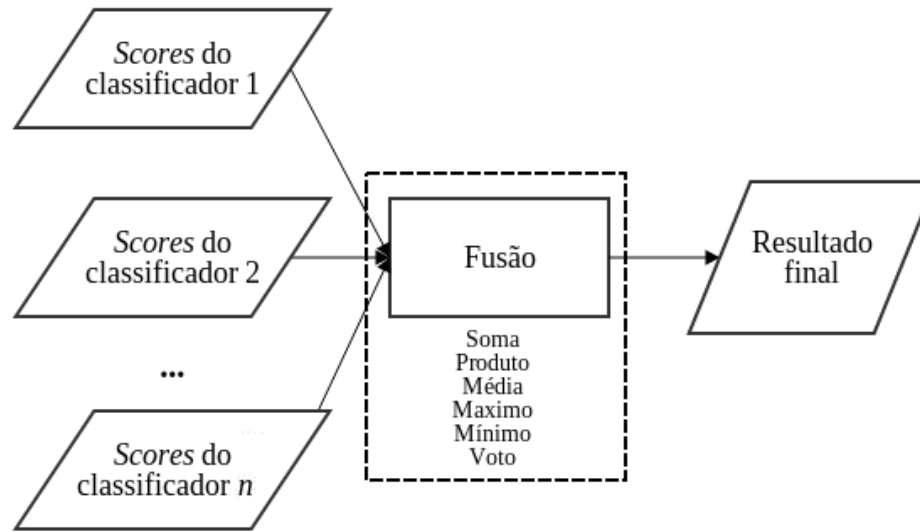 Scores do
classificador 1
Scores do
classificador 2
...
Scores do
classificador n
Fusão
Soma
Produto
Média
Maximo
Mínimo
Voto
Resultado
final